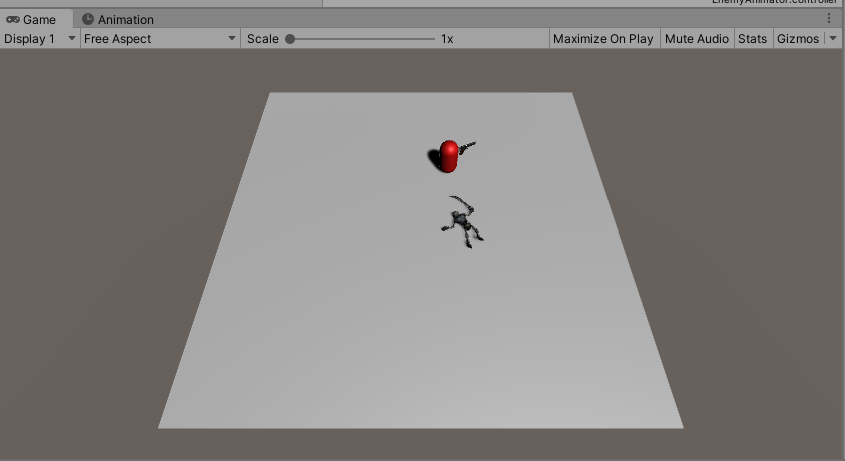 EnemyAnimator.controller
Game Animation
Display 1 Free Aspect Scale 1x Maximize On Play Mute Audio Stats Gizmos